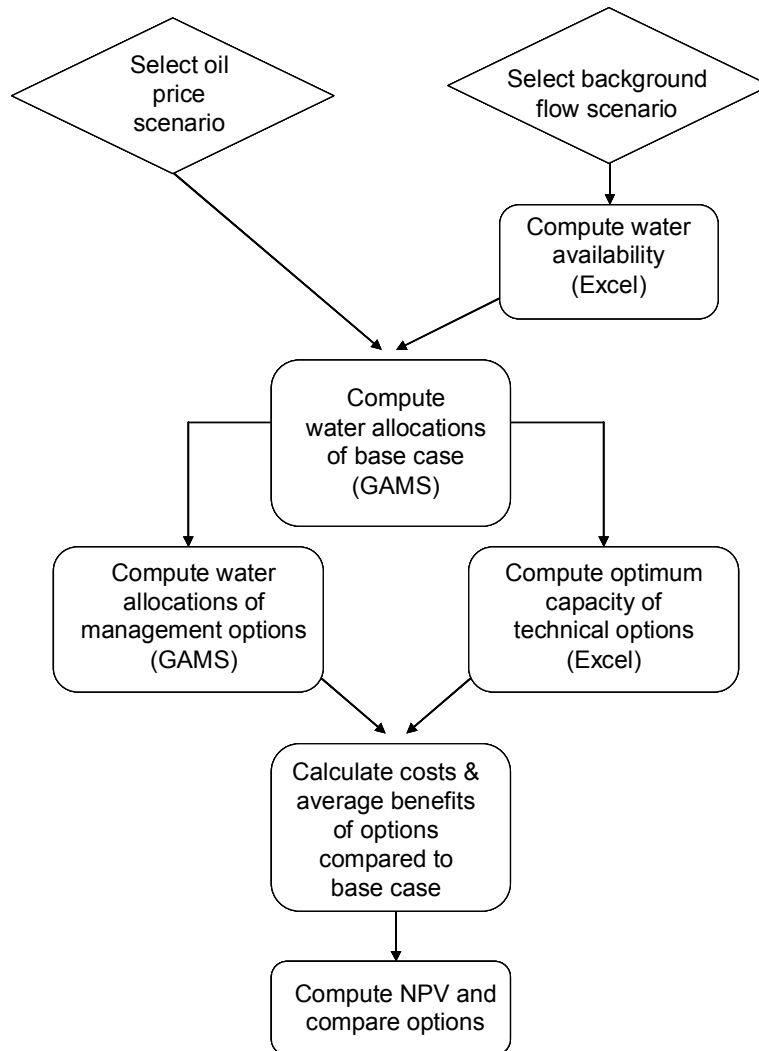 Select oil
price
scenario
Select background
flow scenario
Compute water
availability
(Excel)
Compute
water allocations
of base case
(GAMS)
Compute water
allocations of
management options
(GAMS)
Compute optimum
capacity of
technical options
(Excel)
Calculate costs &
average benefits
of options
compared to
base case
Compute NPV and
compare options